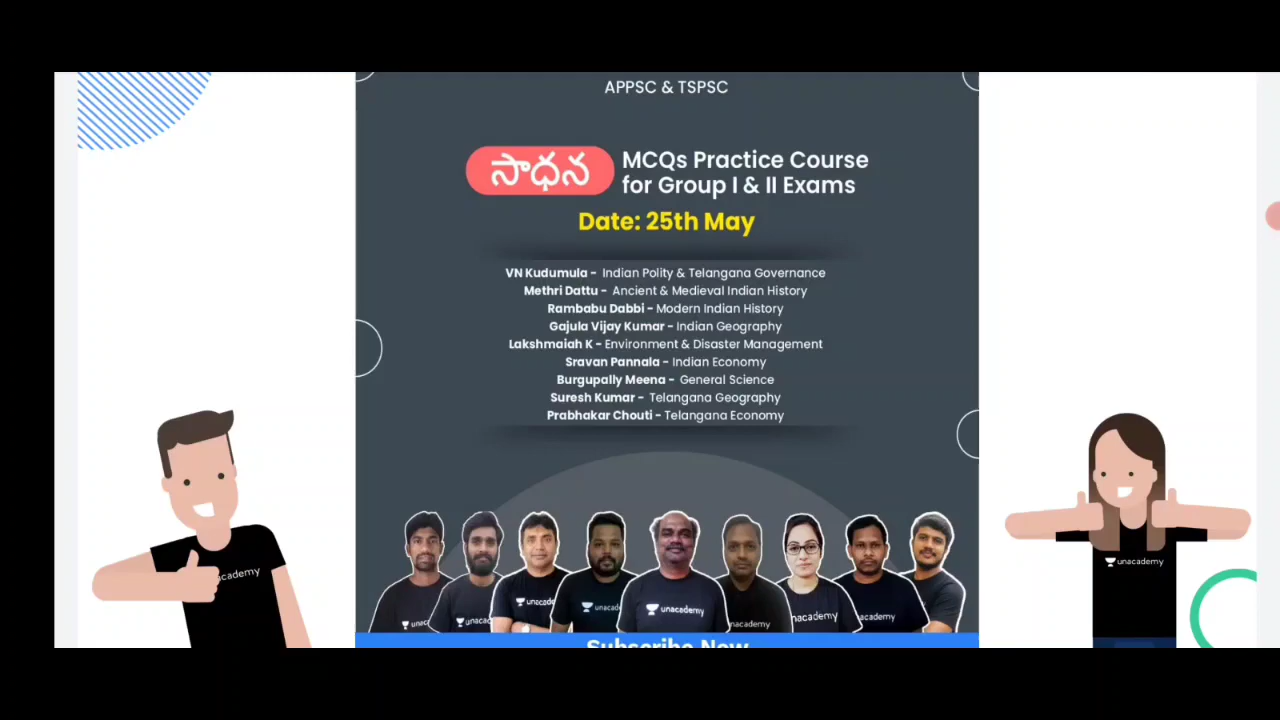 APPSC & TSPSC
సాధన
MCQs Practice Course
for Group I & II Exams
Date: 25th May
VN Kudumula - Indian Polity & Telangana Governance
Methri Dattu - Ancient & Medieval Indian History
Rambabu Dabbi - Modern Indian History
Gajula Vijay Kumar - Indian Geography
Lakshmaiah K - Environment & Disaster Management
Sravan Pannala - Indian Economy
Burgupally Meena - General Science
Suresh Kumar - Telangana Geography
Prabhakar Chouti - Telangana Economy
unacademy
unacademy
Subscribe Now